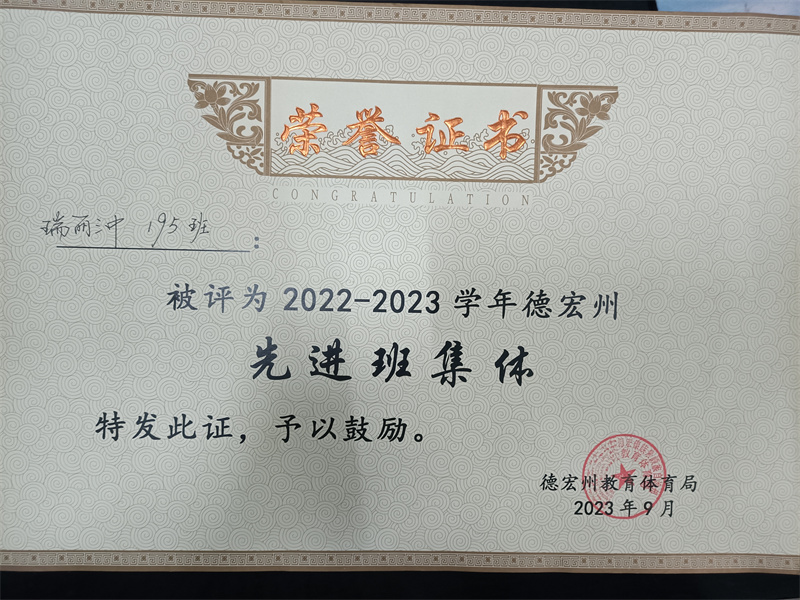 荣誉证书
CONGRATULATION
瑞丽三中 195班:
被评为2022-2023学年德宏州
先进班集体
特发此证，予以鼓励。
德宏州教育体育局
2023年9月